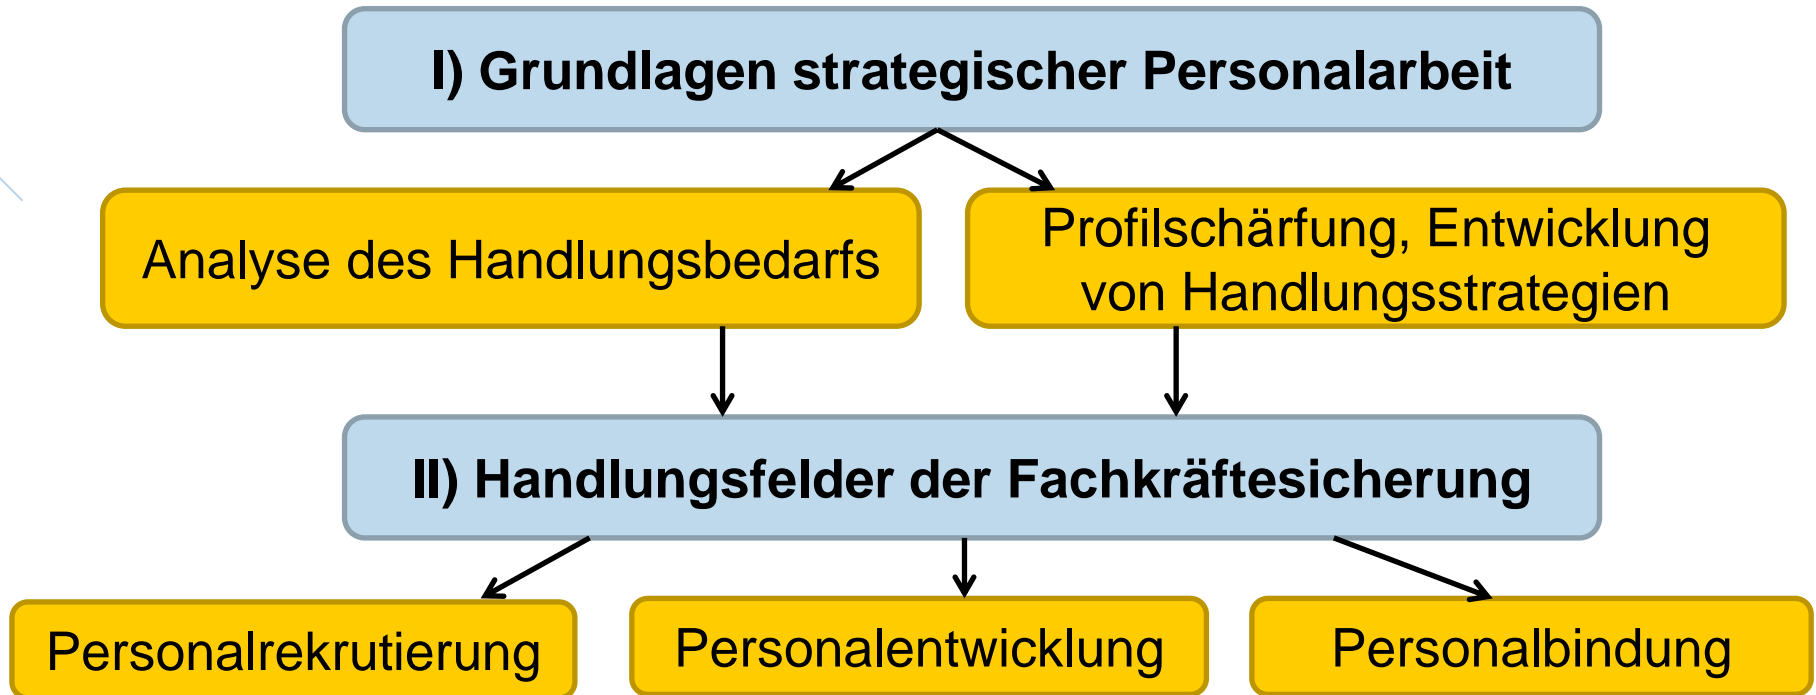 I) Grundlagen strategischer Personalarbeit
Analyse des Handlungsbedarfs
Profilschärfung, Entwicklung
von Handlungsstrategien
II) Handlungsfelder der Fachkräftesicherung
Personalrekrutierung
Personalentwicklung
Personalbindung